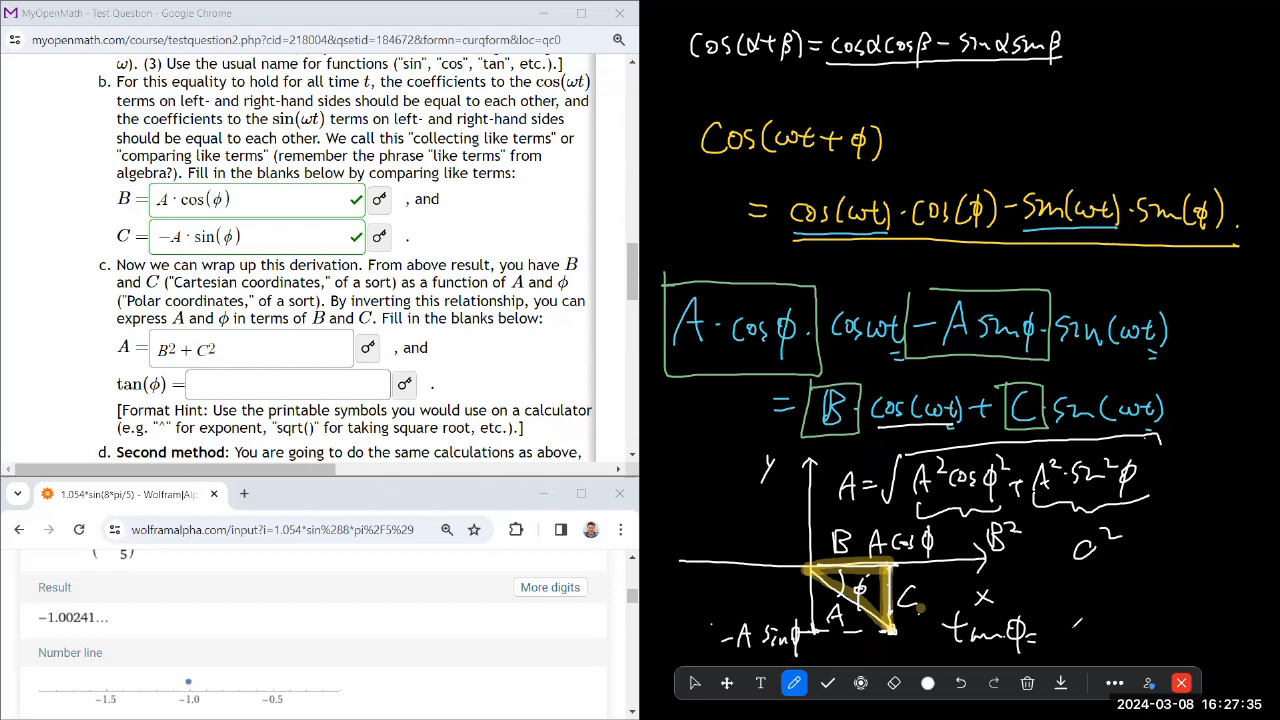 MyOpenMath - Test Question - Google Chrome
myopenmath.com/course/testquestion2.php?cid=218004&qsetid=184672&formn=curqform&loc=qc0
ω). (3) Use the usual name for functions ("sin", "cos", "tan", etc.).]
b. For this equality to hold for all time t, the coefficients to the cos(ωt)
terms on left- and right-hand sides should be equal to each other, and
the coefficients to the sin(ωt) terms on left- and right-hand sides
should be equal to each other. We call this "collecting like terms" or
"comparing like terms" (remember the phrase "like terms" from
algebra?). Fill in the blanks below by comparing like terms:
B = A · cos(ϕ) , and
C = −A · sin(ϕ) .
c. Now we can wrap up this derivation. From above result, you have B
and C ("Cartesian coordinates," of a sort) as a function of A and ϕ
("Polar coordinates," of a sort). By inverting this relationship, you can
express A and ϕ in terms of B and C. Fill in the blanks below:
A = B² + C² , and
tan(ϕ) = .
[Format Hint: Use the printable symbols you would use on a calculator
(e.g. "^" for exponent, "sqrt()" for taking square root, etc.).]
d. Second method: You are going to do the same calculations as above,
1.054*sin(8*pi/5) - Wolfram|Alp
wolframalpha.com/input?i=1.054*sin%288*pi%2F5%29
5)
Result
More digits
−1.00241...
Number line
−1.5 −1.0 −0.5
cos(α+β) = cosα cosβ − sinα sinβ
Cos(ωt + ϕ)
= cos(ωt) · cos(ϕ) − sin(ωt) · sin(ϕ).
A · cosϕ · cosωt − A sinϕ · sin(ωt)
= B · cos(ωt) + C · sin(ωt)
y A = √A² cosϕ² + A² · sin²ϕ
B A cosϕ B² C²
ϕ C x
A
−A sinϕ tanϕ =
T
2024-03-08 16:27:35